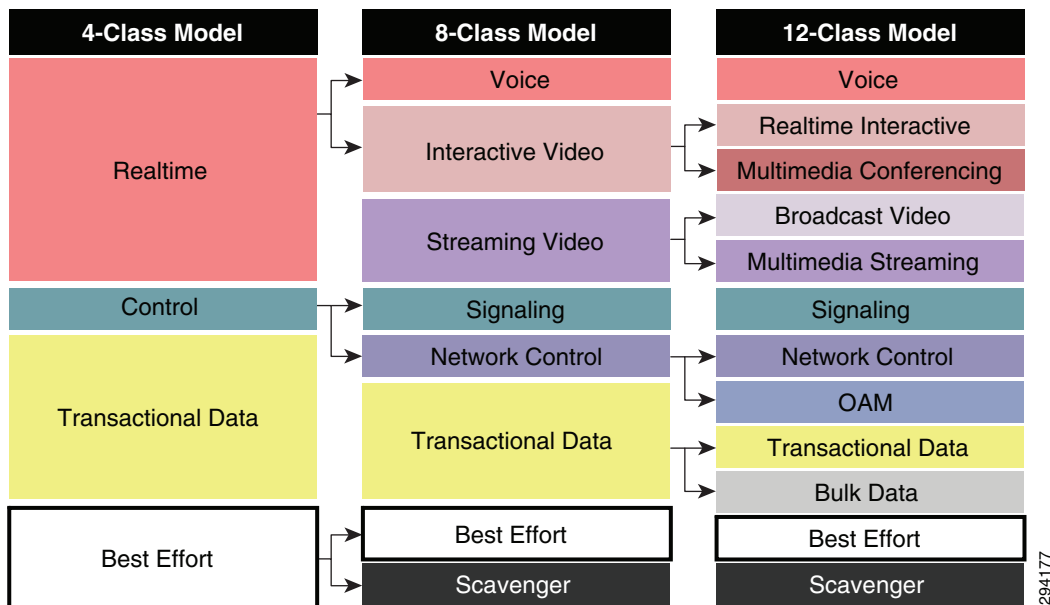 4-Class Model
8-Class Model
12-Class Model
Realtime
Control
Transactional Data
Best Effort
Voice
Interactive Video
Streaming Video
Signaling
Network Control
Transactional Data
Best Effort
Scavenger
Voice
Realtime Interactive
Multimedia Conferencing
Broadcast Video
Multimedia Streaming
Signaling
Network Control
OAM
Transactional Data
Bulk Data
Best Effort
Scavenger
294177